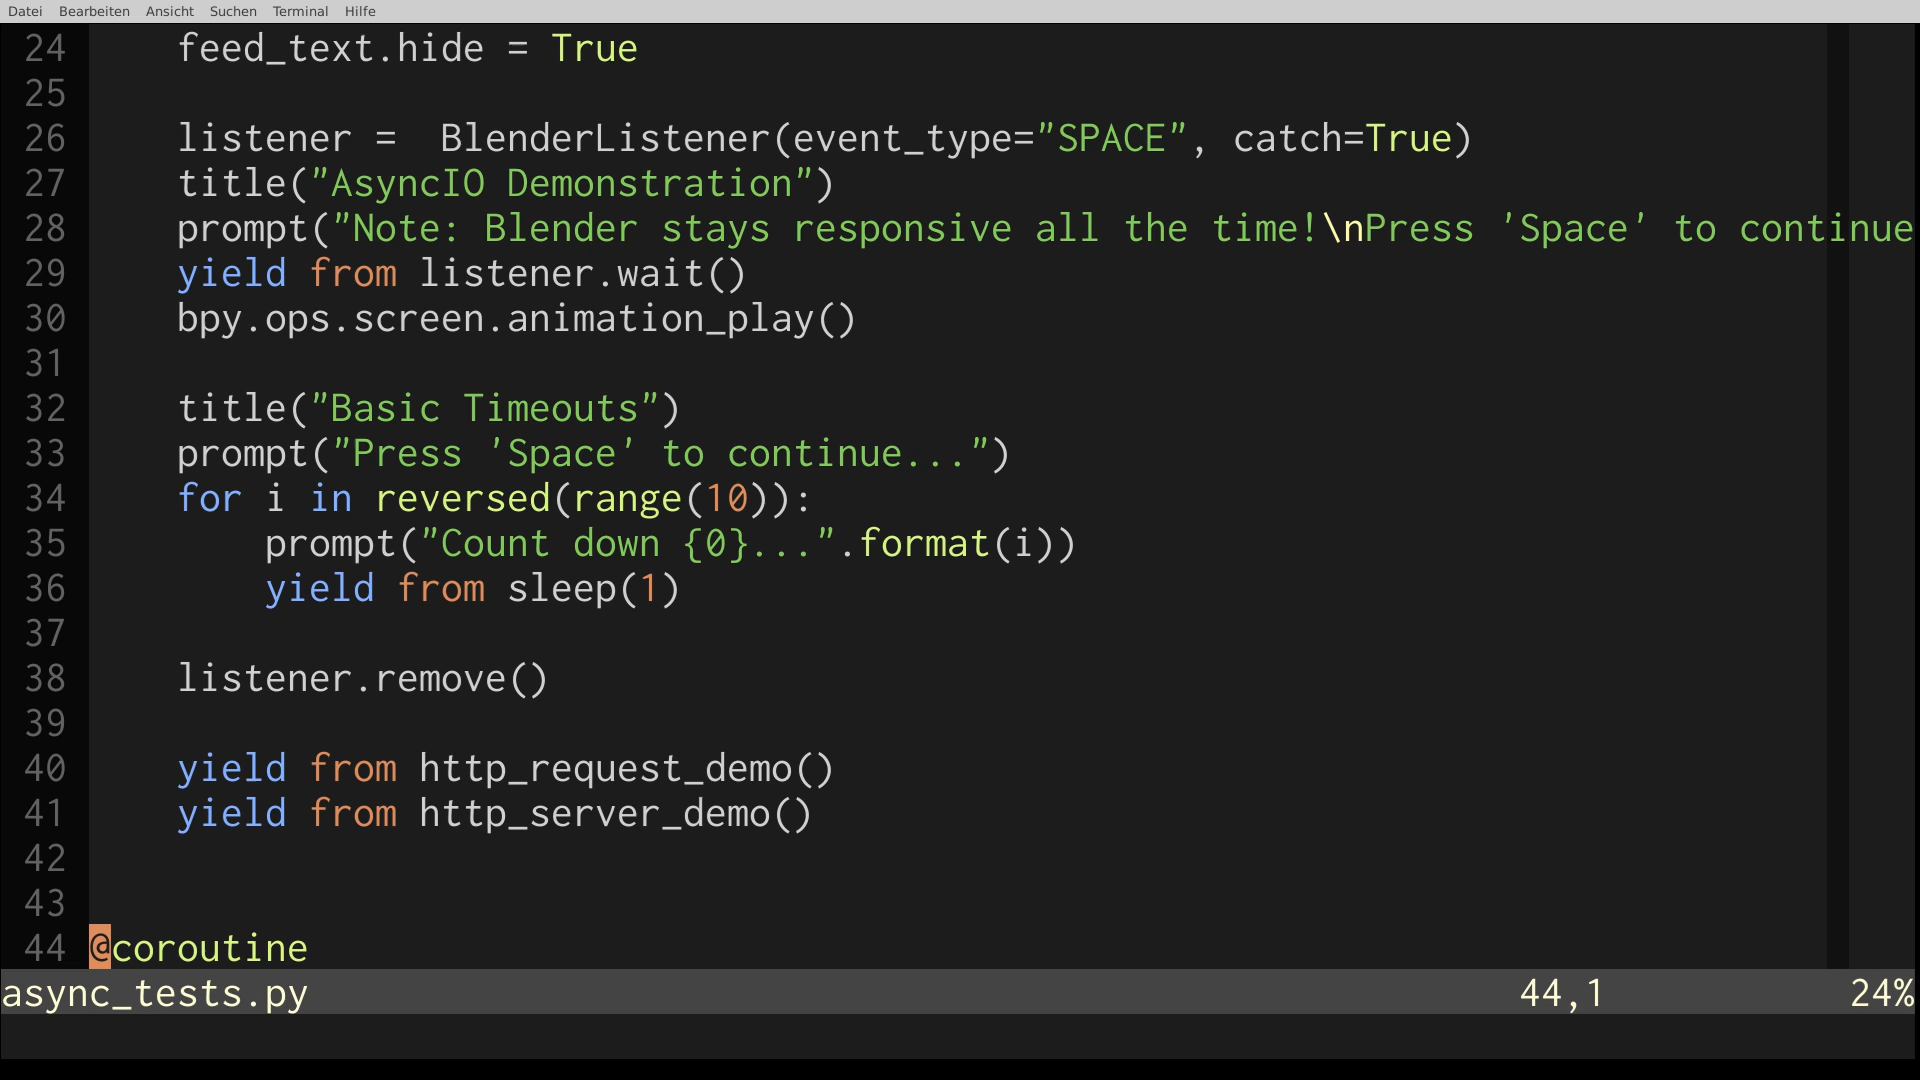 Datei Bearbeiten Ansicht Suchen Terminal Hilfe
24     feed_text.hide = True
25
26     listener =  BlenderListener(event_type="SPACE", catch=True)
27     title("AsyncIO Demonstration")
28     prompt("Note: Blender stays responsive all the time!\nPress 'Space' to continue
29     yield from listener.wait()
30     bpy.ops.screen.animation_play()
31
32     title("Basic Timeouts")
33     prompt("Press 'Space' to continue...")
34     for i in reversed(range(10)):
35         prompt("Count down {0}...".format(i))
36         yield from sleep(1)
37
38     listener.remove()
39
40     yield from http_request_demo()
41     yield from http_server_demo()
42
43
44 @coroutine
async_tests.py 44,1 24%